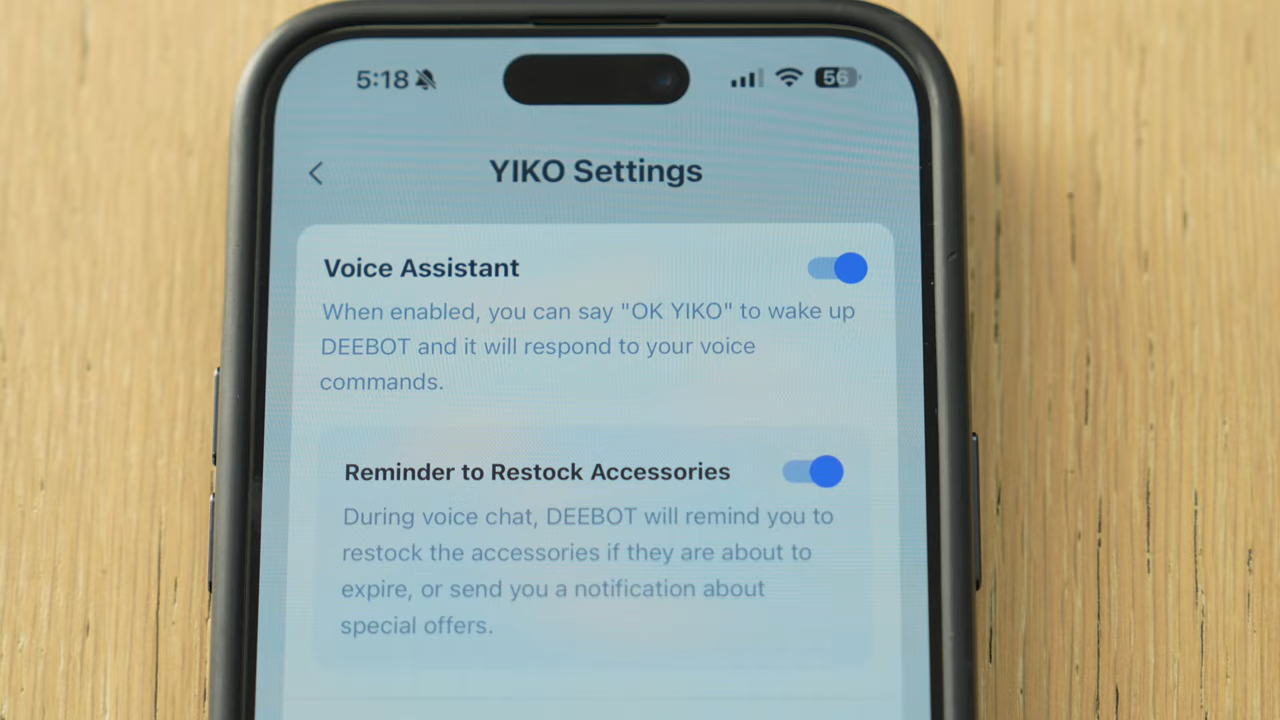 5:18
56
YIKO Settings
Voice Assistant
When enabled, you can say "OK YIKO" to wake up
DEEBOT and it will respond to your voice
commands.
Reminder to Restock Accessories
During voice chat, DEEBOT will remind you to
restock the accessories if they are about to
expire, or send you a notification about
special offers.